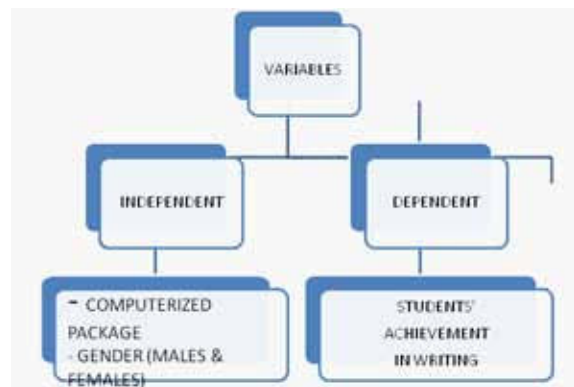 VARIABLES
INDEPENDENT
DEPENDENT
- COMPUTERIZED
PACKAGE
- GENDER (MALES &
FEMALES)
STUDENTS'
ACHIEVEMENT
IN WRITING